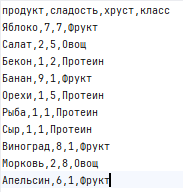 продукт,сладость,хруст,класс
Яблоко,7,7,Фрукт
Салат,2,5,Овощ
Бекон,1,2,Протеин
Банан,9,1,Фрукт
Орехи,1,5,Протеин
Рыба,1,1,Протеин
Сыр,1,1,Протеин
Виноград,8,1,Фрукт
Морковь,2,8,Овощ
Апельсин,6,1,Фрукт